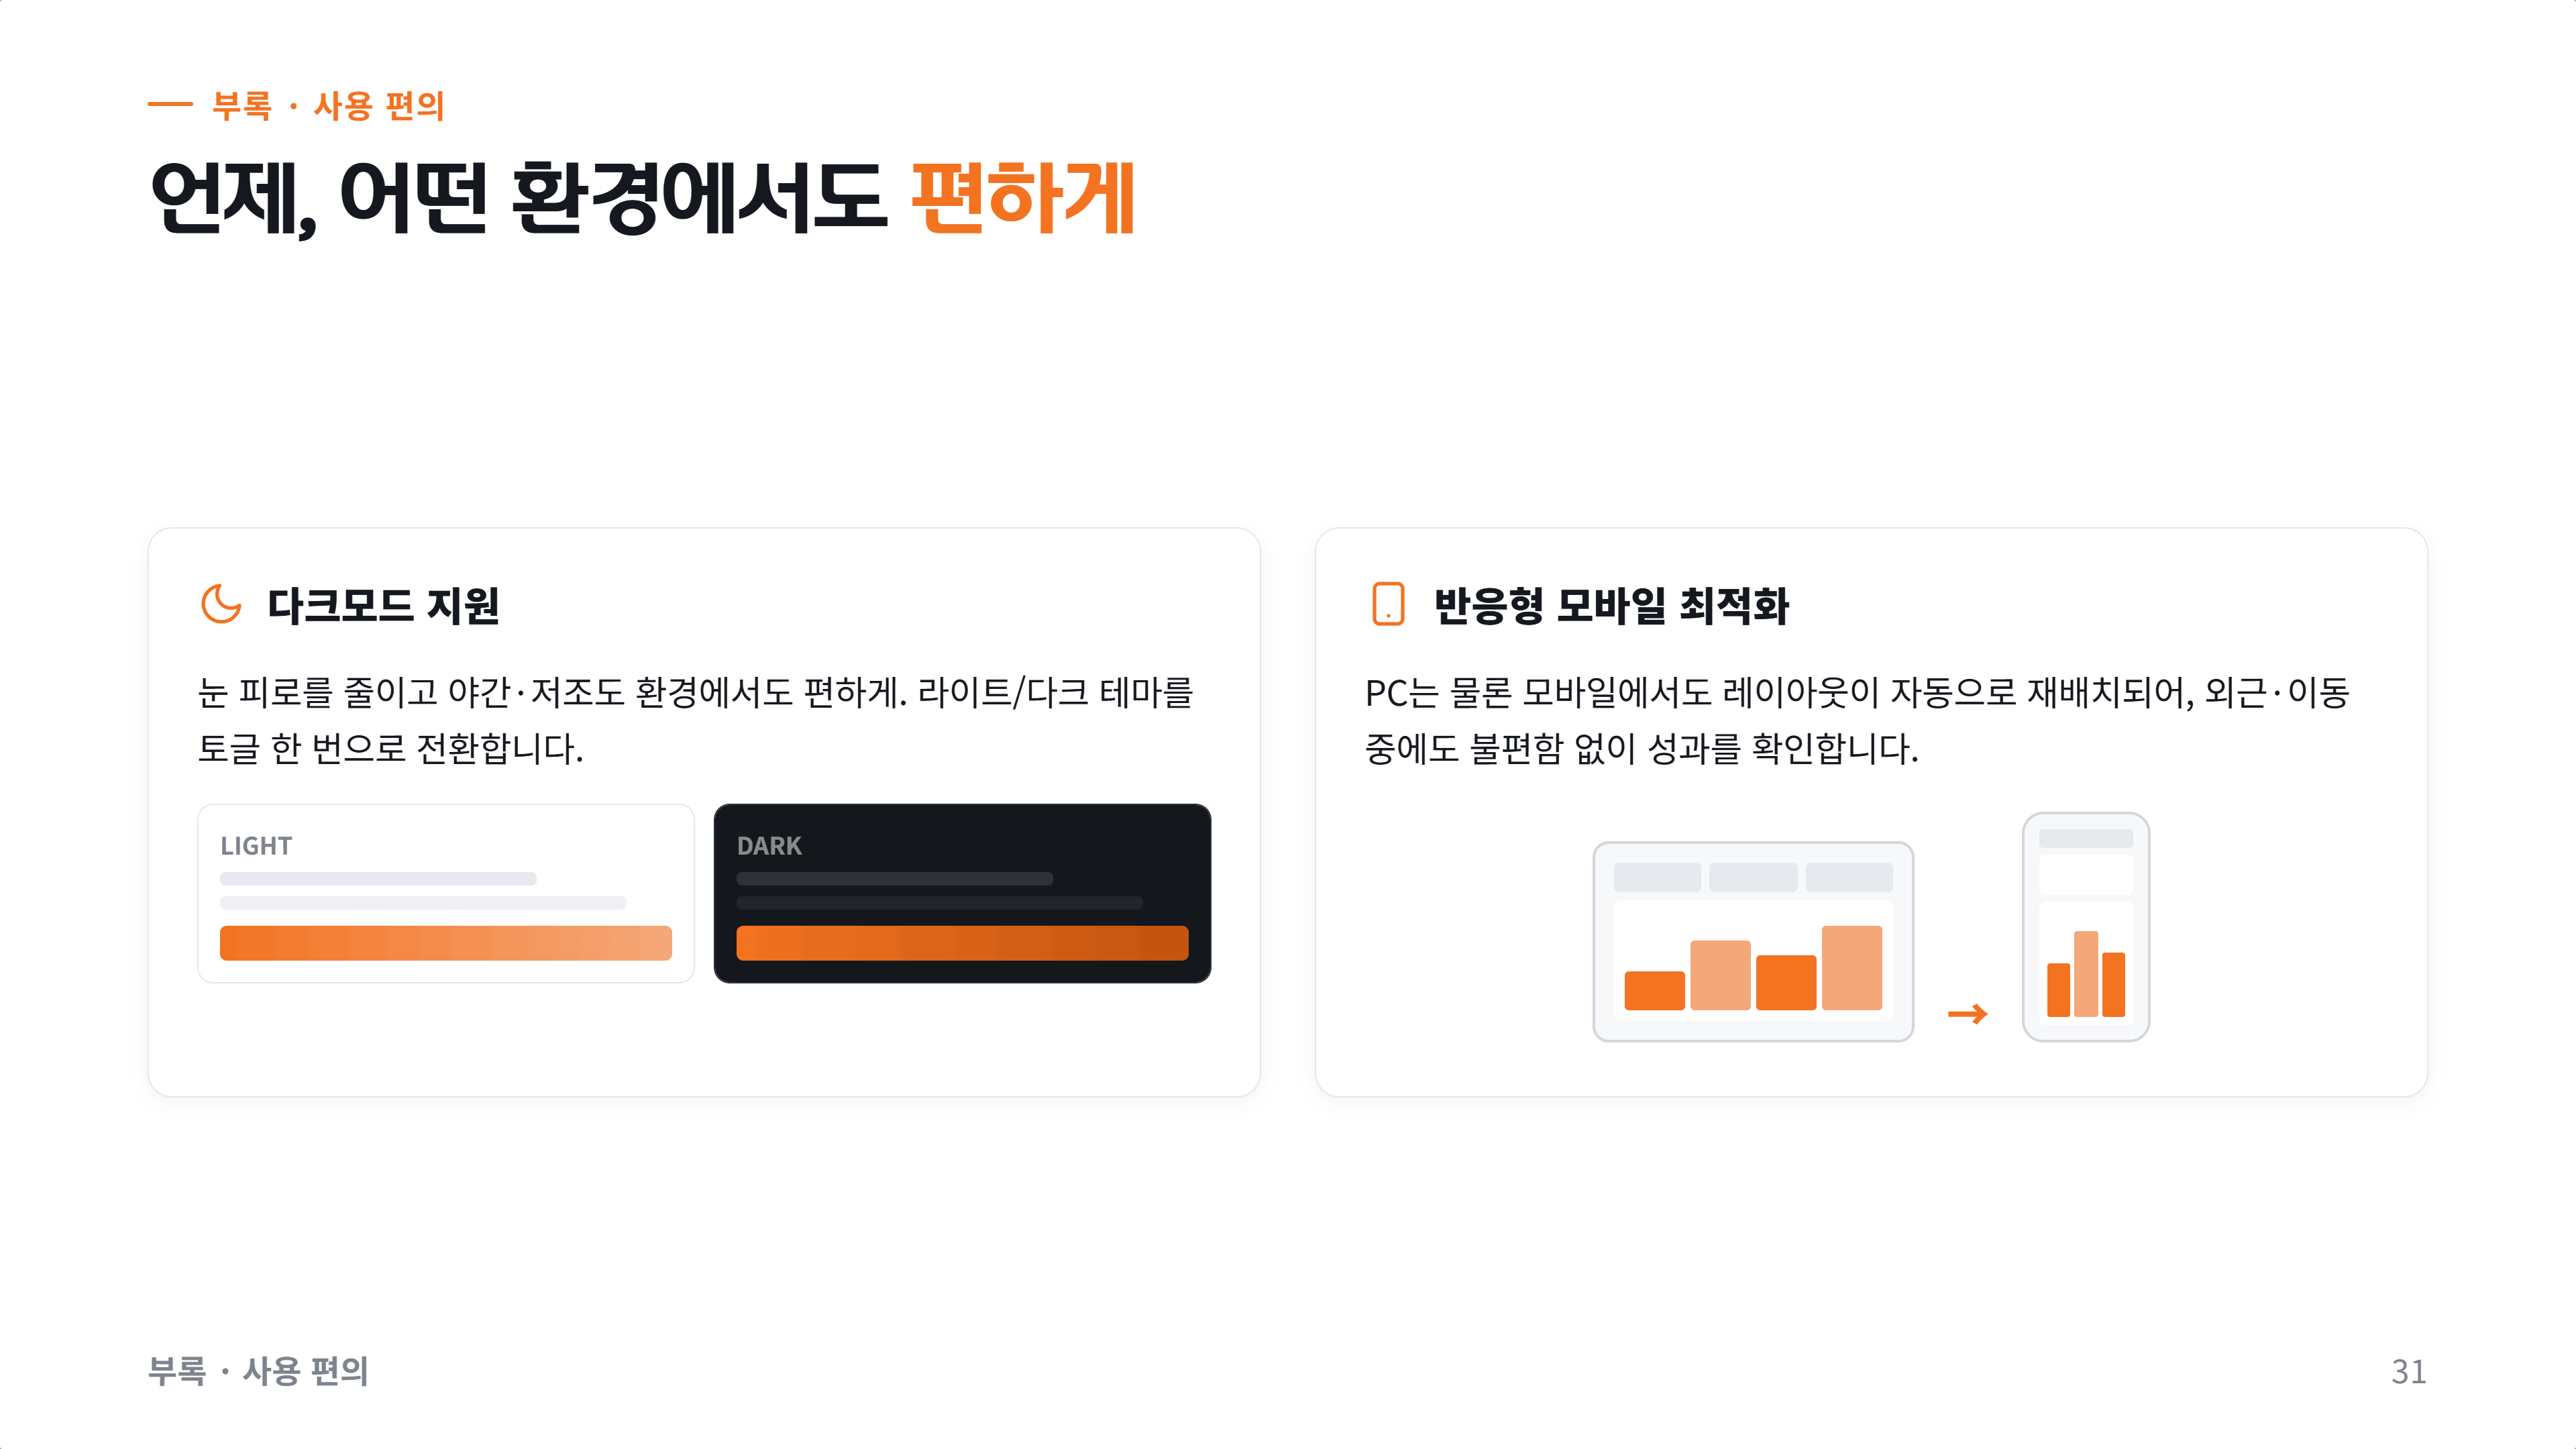 부록 · 사용 편의
언제, 어떤 환경에서도 편하게
다크모드 지원
눈 피로를 줄이고 야간·저조도 환경에서도 편하게. 라이트/다크 테마를
토글 한 번으로 전환합니다.
LIGHT
DARK
반응형 모바일 최적화
PC는 물론 모바일에서도 레이아웃이 자동으로 재배치되어, 외근·이동
중에도 불편함 없이 성과를 확인합니다.
→
부록 · 사용 편의
31